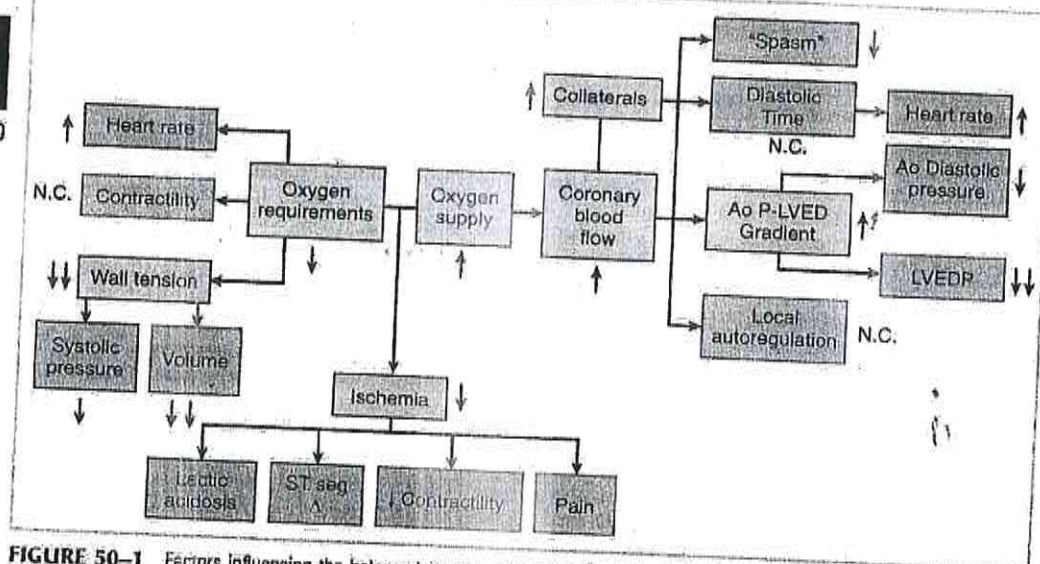 "Spasm" ↓
↑ Collaterals
Diastolic
Time
N.C.
Heart rate ↑
↑ Heart rate
Ao Diastolic
pressure ↓
N.C. Contractility
Oxygen
requirements
↓
Oxygen
supply
↑
Coronary
blood
flow
↑
Ao P-LVED
Gradient
↓↓ Wall tension
LVEDP ↓↓
Systolic
pressure
↓
Volume
↓↓
Local
autoregulation N.C.
Ischemia ↓
Lactic
acidosis
ST seg
Δ
↓ Contractility
Pain
FIGURE 50–1 Factors influencing the